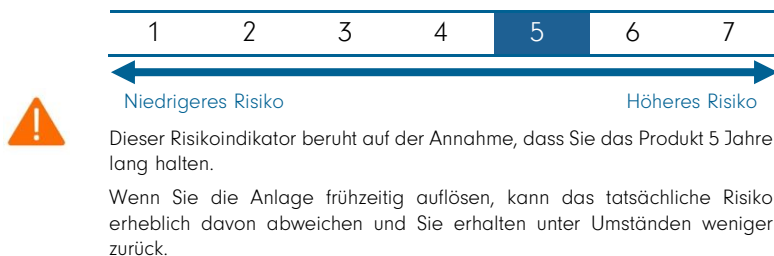 1 2 3 4 5 6 7
Niedrigeres Risiko Höheres Risiko
Dieser Risikoindikator beruht auf der Annahme, dass Sie das Produkt 5 Jahre
lang halten.
Wenn Sie die Anlage frühzeitig auflösen, kann das tatsächliche Risiko
erheblich davon abweichen und Sie erhalten unter Umständen weniger
zurück.